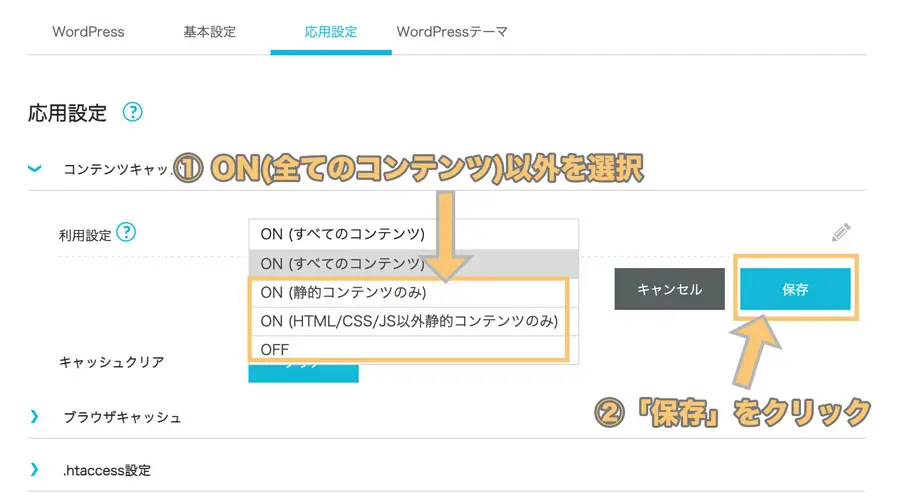 WordPress 基本設定 応用設定 WordPressテーマ
応用設定 ?
コンテンツキャッ
① ON(全てのコンテンツ)以外を選択
利用設定 ?
ON (すべてのコンテンツ)
ON (すべてのコンテンツ)
ON (静的コンテンツのみ)
ON (HTML/CSS/JS以外静的コンテンツのみ)
OFF
キャンセル 保存
キャッシュクリア
②「保存」をクリック
ブラウザキャッシュ
.htaccess設定